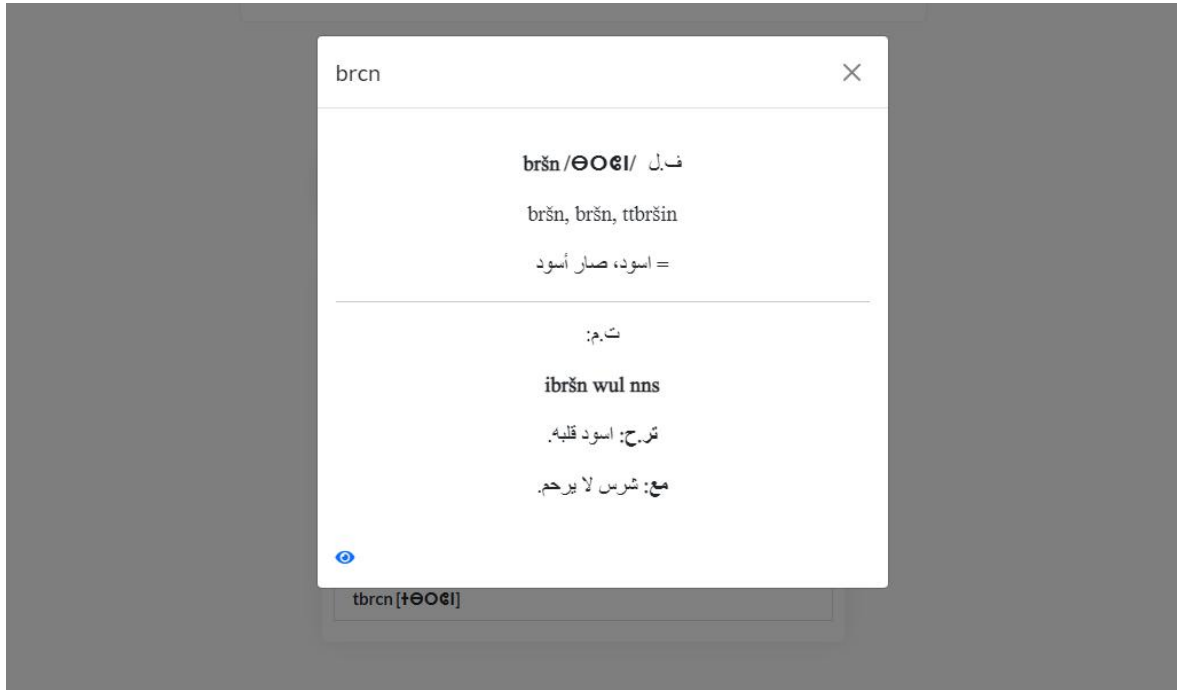 brcn
bršn /ⴱⵔⵛⵏ/ ف.ل
bršn, bršn, ttbršin
= اسود، صار أسود
ت.م:
ibršn wul nns
تر.ح: اسود قلبه.
مع: شرس لا يرحم.
tbrcn [ⵜⴱⵔⵛⵏ]